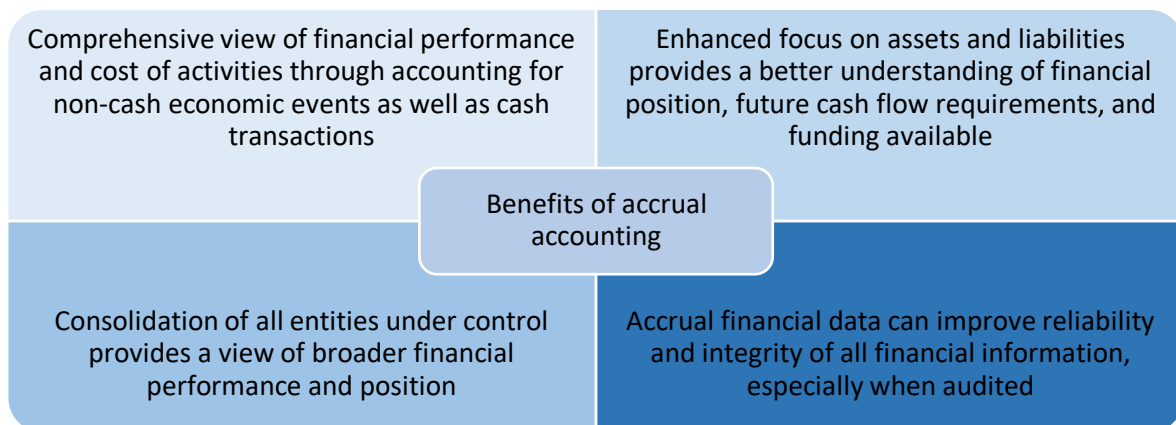 Comprehensive view of financial performance
and cost of activities through accounting for
non-cash economic events as well as cash
transactions
Enhanced focus on assets and liabilities
provides a better understanding of financial
position, future cash flow requirements, and
funding available
Benefits of accrual
accounting
Consolidation of all entities under control
provides a view of broader financial
performance and position
Accrual financial data can improve reliability
and integrity of all financial information,
especially when audited